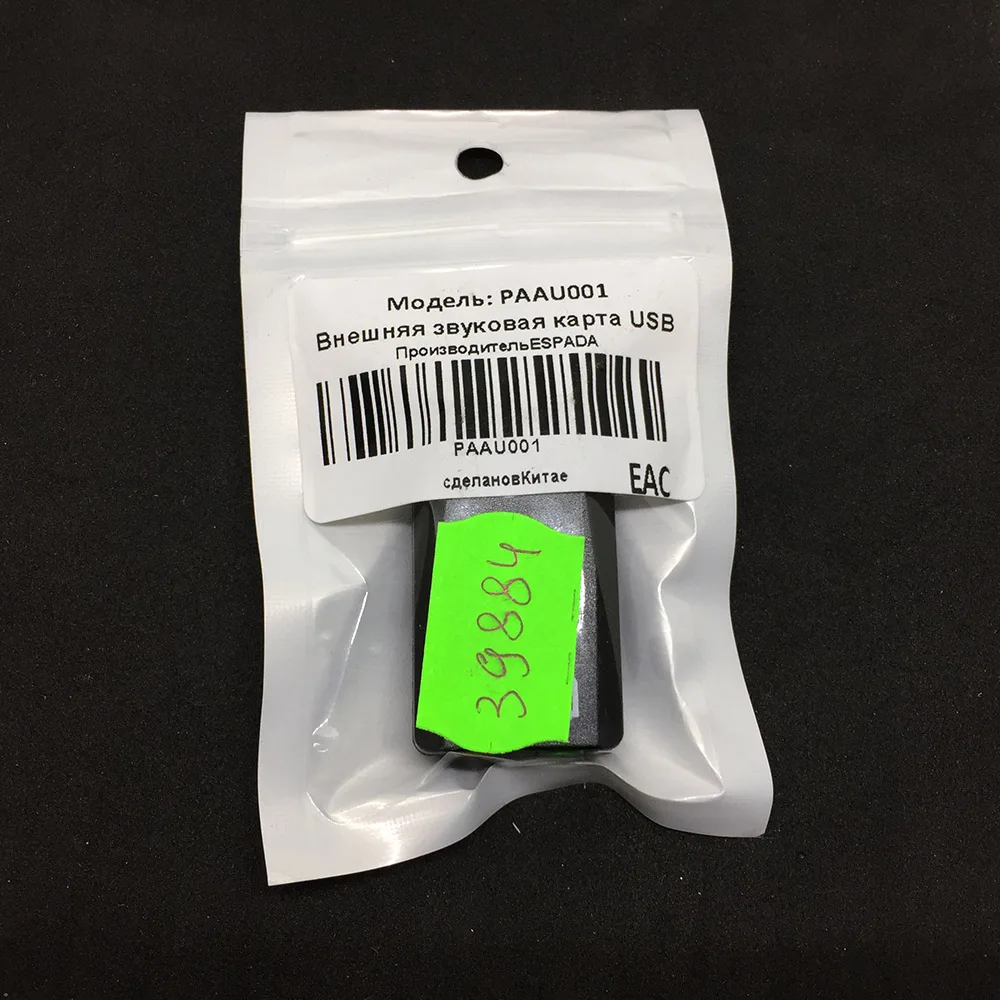 Модель: PAAU001
Внешняя звуковая карта USB
ПроизводительESPADA
PAAU001
сделановКитае
EAC
39884